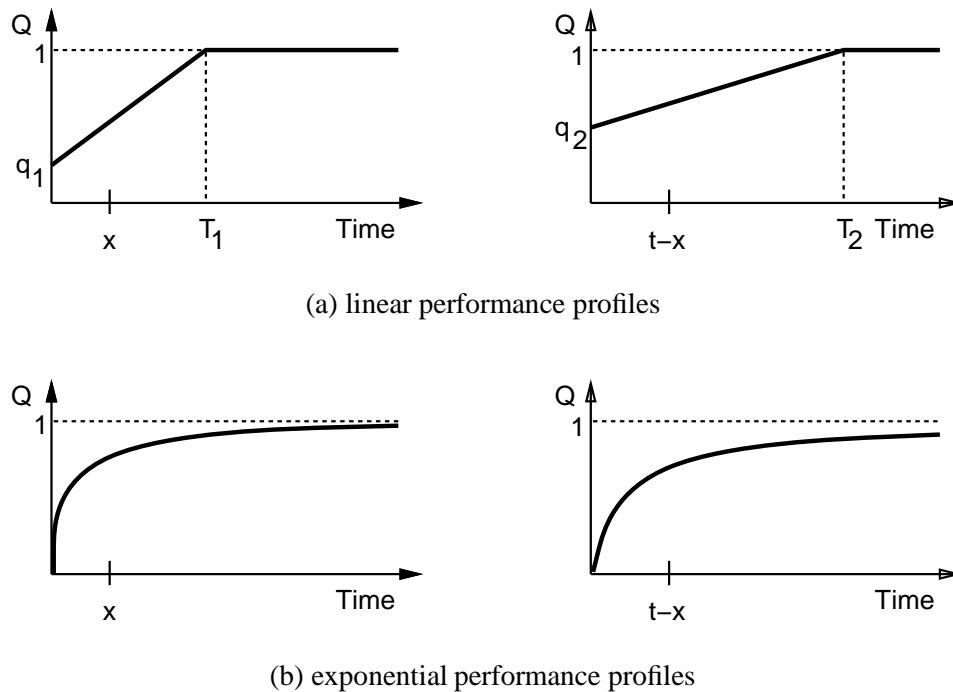 Q
1
q1
x
T1
Time
Q
1
q2
t-x
T2
Time
(a) linear performance profiles
Q
1
x
Time
Q
1
t-x
Time
(b) exponential performance profiles